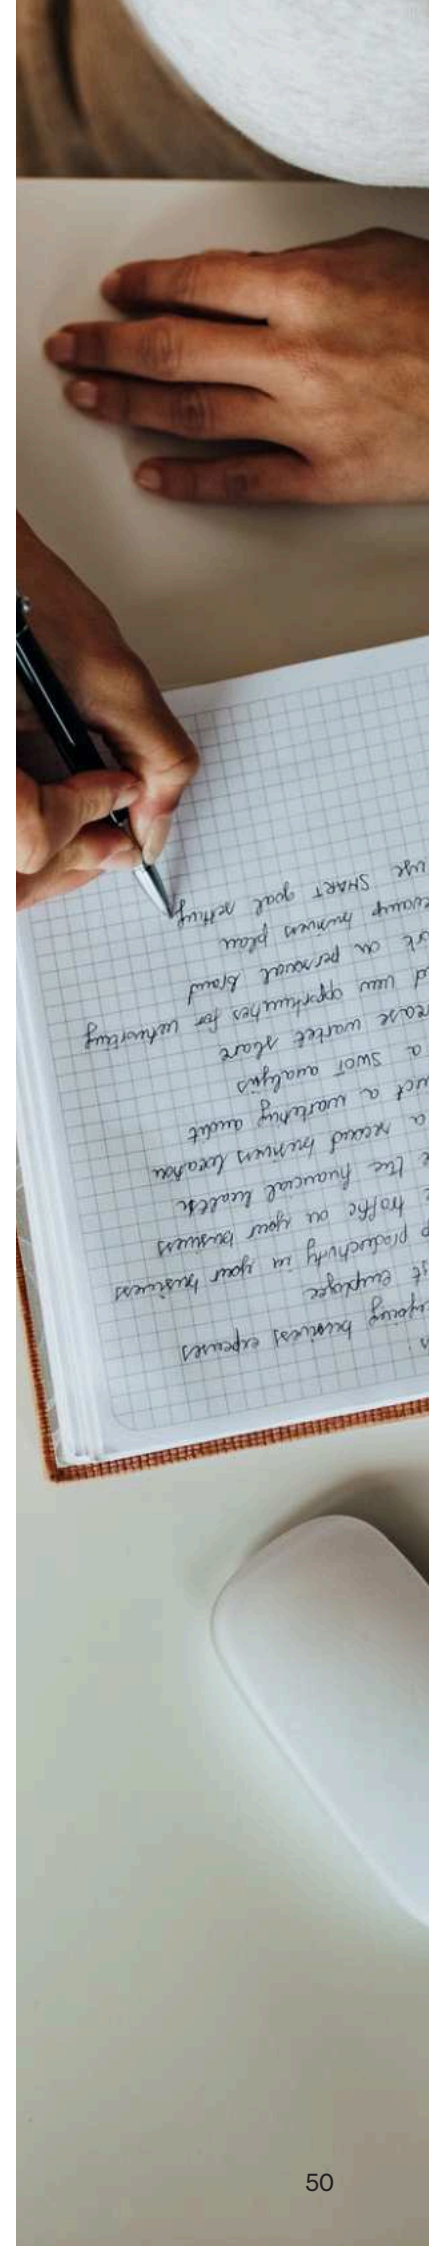 business expenses
employee
productivity in your business
traffic on your business
the financial health
a second business location
a marketing audit
a SWOT analysis
market share
new opportunities for networking
on personal brand
business plan
use SMART goal setting
50